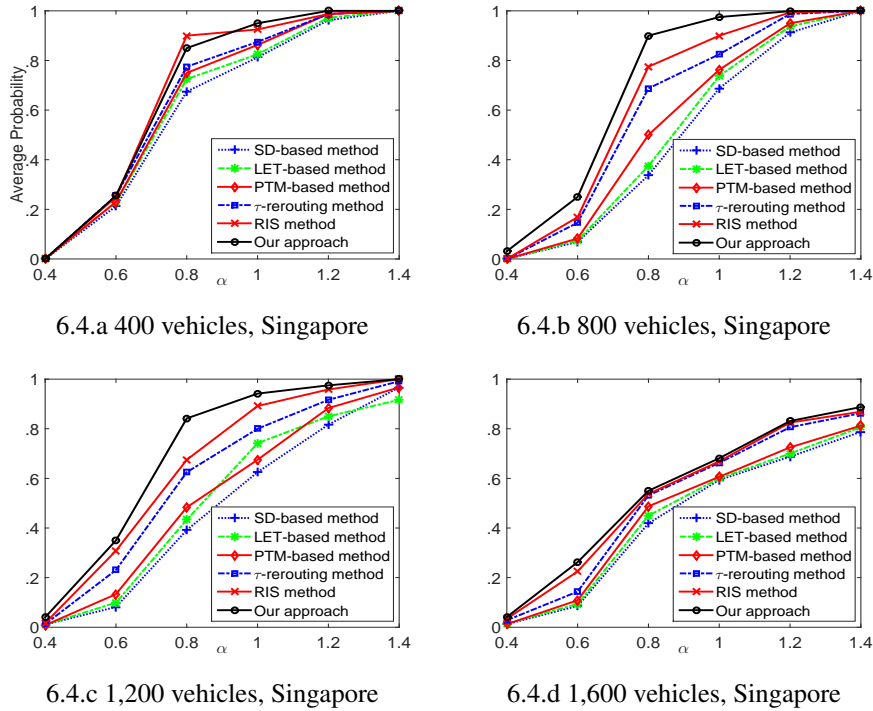 Average Probability
1
.8
.6
.4
.2
0
0.4 0.6 0.8 1 1.2 1.4
α
SD-based method
LET-based method
PTM-based method
τ-rerouting method
RIS method
Our approach
6.4.a 400 vehicles, Singapore
1
.8
.6
.4
.2
0
0.4 0.6 0.8 1 1.2 1.4
α
SD-based method
LET-based method
PTM-based method
τ-rerouting method
RIS method
Our approach
6.4.b 800 vehicles, Singapore
1
.8
.6
.4
.2
0
0.4 0.6 0.8 1 1.2 1.4
α
SD-based method
LET-based method
PTM-based method
τ-rerouting method
RIS method
Our approach
6.4.c 1,200 vehicles, Singapore
1
.8
.6
.4
.2
0
0.4 0.6 0.8 1 1.2 1.4
α
SD-based method
LET-based method
PTM-based method
τ-rerouting method
RIS method
Our approach
6.4.d 1,600 vehicles, Singapore